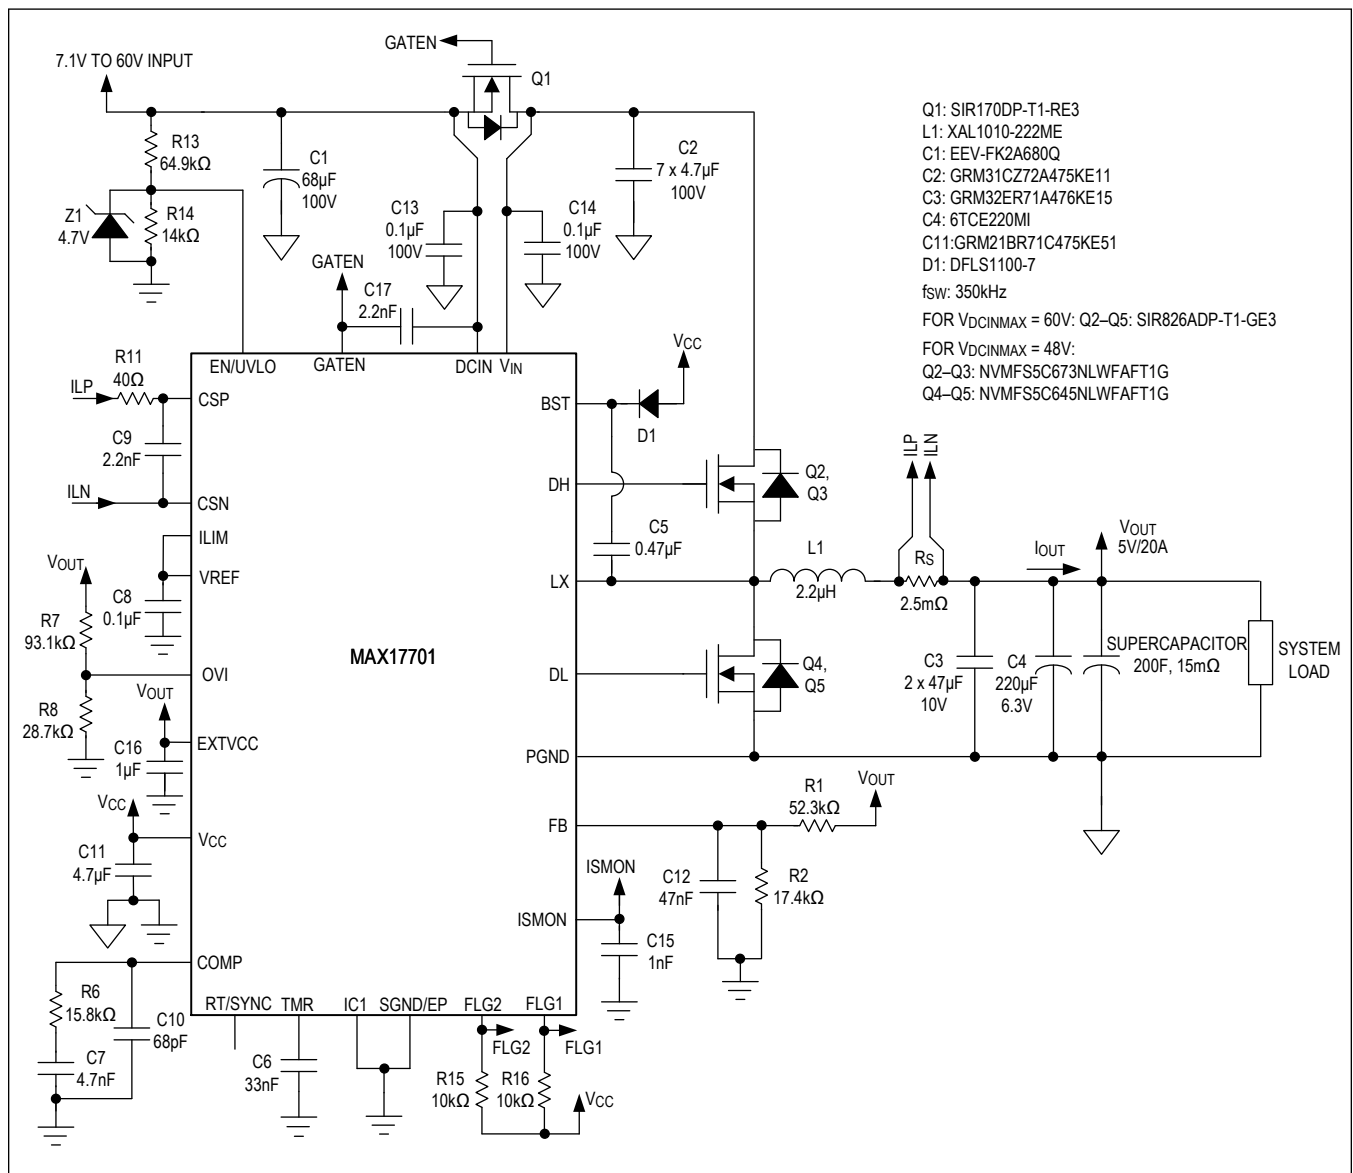 GATEN
7.1V TO 60V INPUT
Q1
R13
64.9kΩ
C1
68µF
100V
C2
7 x 4.7µF
100V
Z1
4.7V
R14
14kΩ
C13
0.1µF
100V
C14
0.1µF
100V
GATEN
C17
2.2nF
Q1: SIR170DP-T1-RE3
L1: XAL1010-222ME
C1: EEV-FK2A680Q
C2: GRM31CZ72A475KE11
C3: GRM32ER71A476KE15
C4: 6TCE220MI
C11:GRM21BR71C475KE51
D1: DFLS1100-7
fSW: 350kHz
FOR VDCINMAX = 60V: Q2–Q5: SIR826ADP-T1-GE3
FOR VDCINMAX = 48V:
Q2–Q3: NVMFS5C673NLWFAFT1G
Q4–Q5: NVMFS5C645NLWFAFT1G
EN/UVLO
GATEN
DCIN
VIN
VCC
R11
40Ω
ILP
CSP
BST
D1
C9
2.2nF
ILN
CSN
DH
Q2,
Q3
ILP
ILN
ILIM
VREF
C8
0.1µF
C5
0.47µF
LX
L1
2.2µH
RS
2.5mΩ
IOUT
VOUT
5V/20A
VOUT
R7
93.1kΩ
OVI
R8
28.7kΩ
MAX17701
DL
Q4,
Q5
C3
2 x 47µF
10V
C4
220µF
6.3V
SUPERCAPACITOR
200F, 15mΩ
SYSTEM
LOAD
VOUT
EXTVCC
C16
1µF
PGND
VCC
VCC
C11
4.7µF
FB
R1
52.3kΩ
VOUT
C12
47nF
R2
17.4kΩ
ISMON
ISMON
C15
1nF
COMP
R6
15.8kΩ
C10
68pF
C7
4.7nF
RT/SYNC
TMR
IC1
SGND/EP
FLG2
FLG1
C6
33nF
FLG2
FLG1
R15
10kΩ
R16
10kΩ
VCC